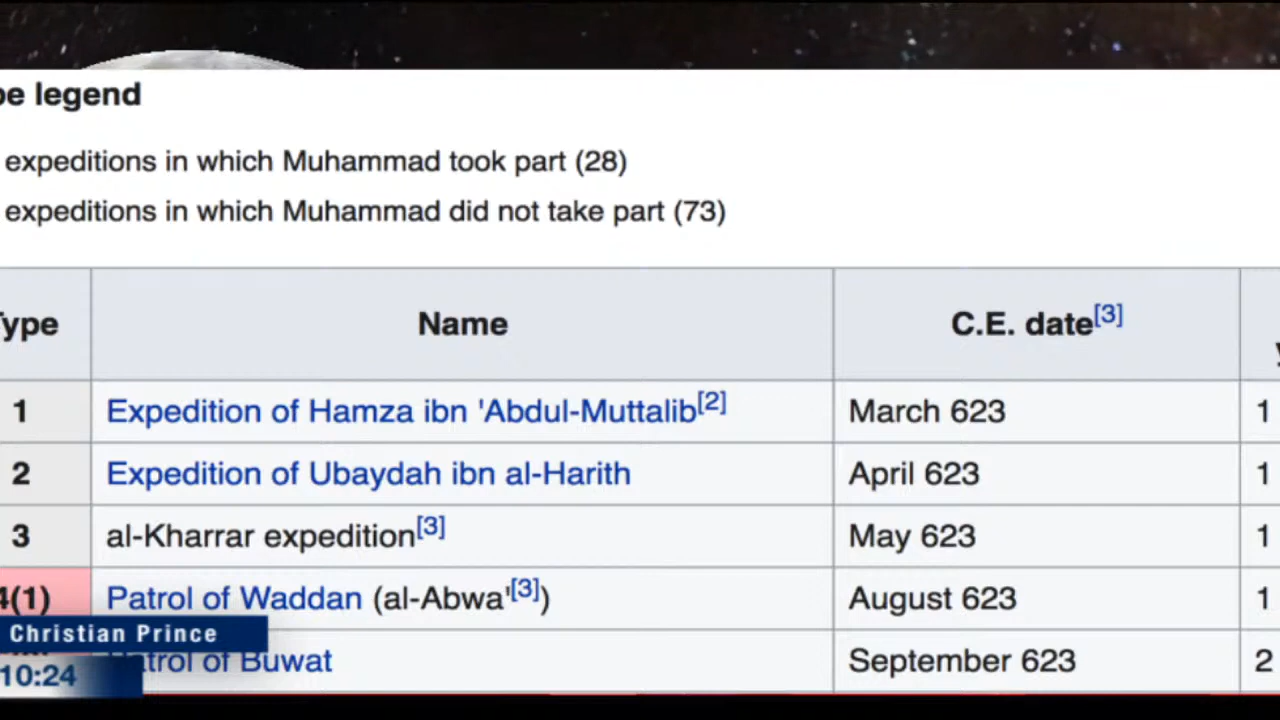 be legend
expeditions in which Muhammad took part (28)
expeditions in which Muhammad did not take part (73)
Type Name C.E. date[3]
1 Expedition of Hamza ibn 'Abdul-Muttalib[2] March 623 1
2 Expedition of Ubaydah ibn al-Harith April 623 1
3 al-Kharrar expedition[3] May 623 1
4(1) Patrol of Waddan (al-Abwa'[3]) August 623 1
Christian Prince
Patrol of Buwat September 623 2
10:24